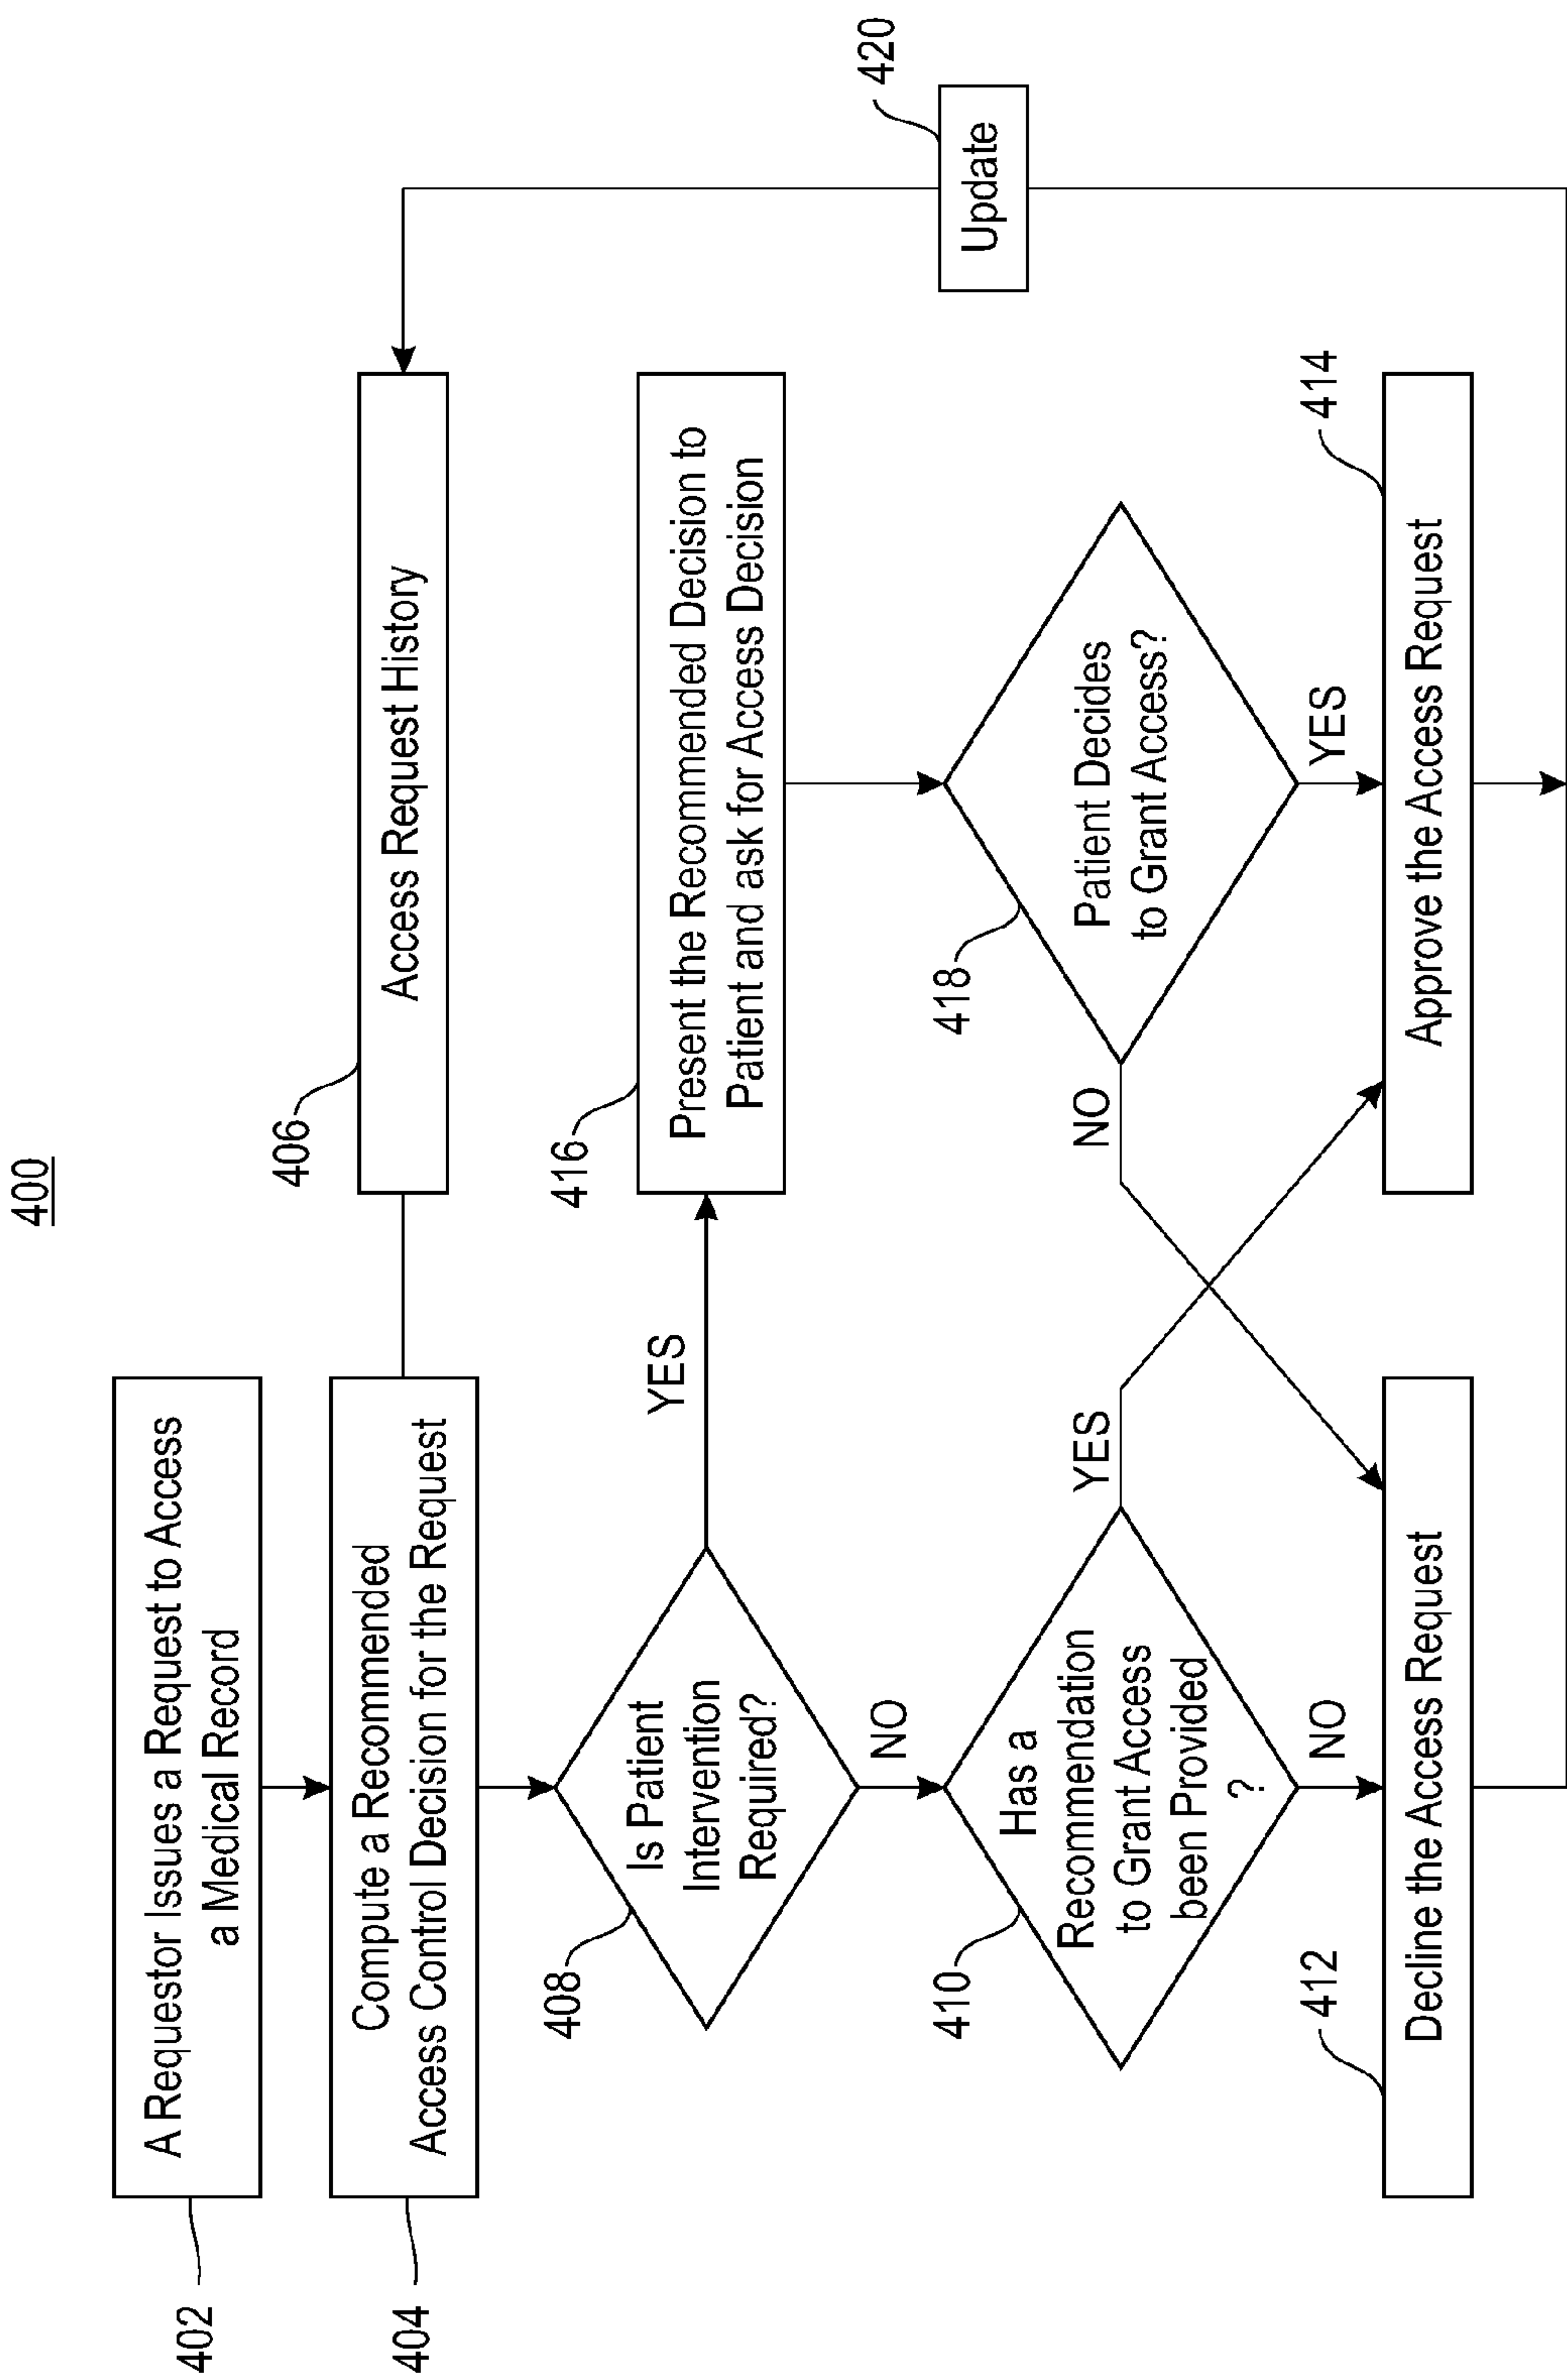 400
402
A Requestor Issues a Request to Access
a Medical Record
404
Compute a Recommended
Access Control Decision for the Request
406
Access Request History
408
Is Patient
Intervention
Required?
YES
NO
416
Present the Recommended Decision to
Patient and ask for Access Decision
410
Has a
Recommendation
to Grant Access
been Provided
?
YES
NO
418
Patient Decides
to Grant Access?
NO
YES
420
Update
412
Decline the Access Request
414
Approve the Access Request